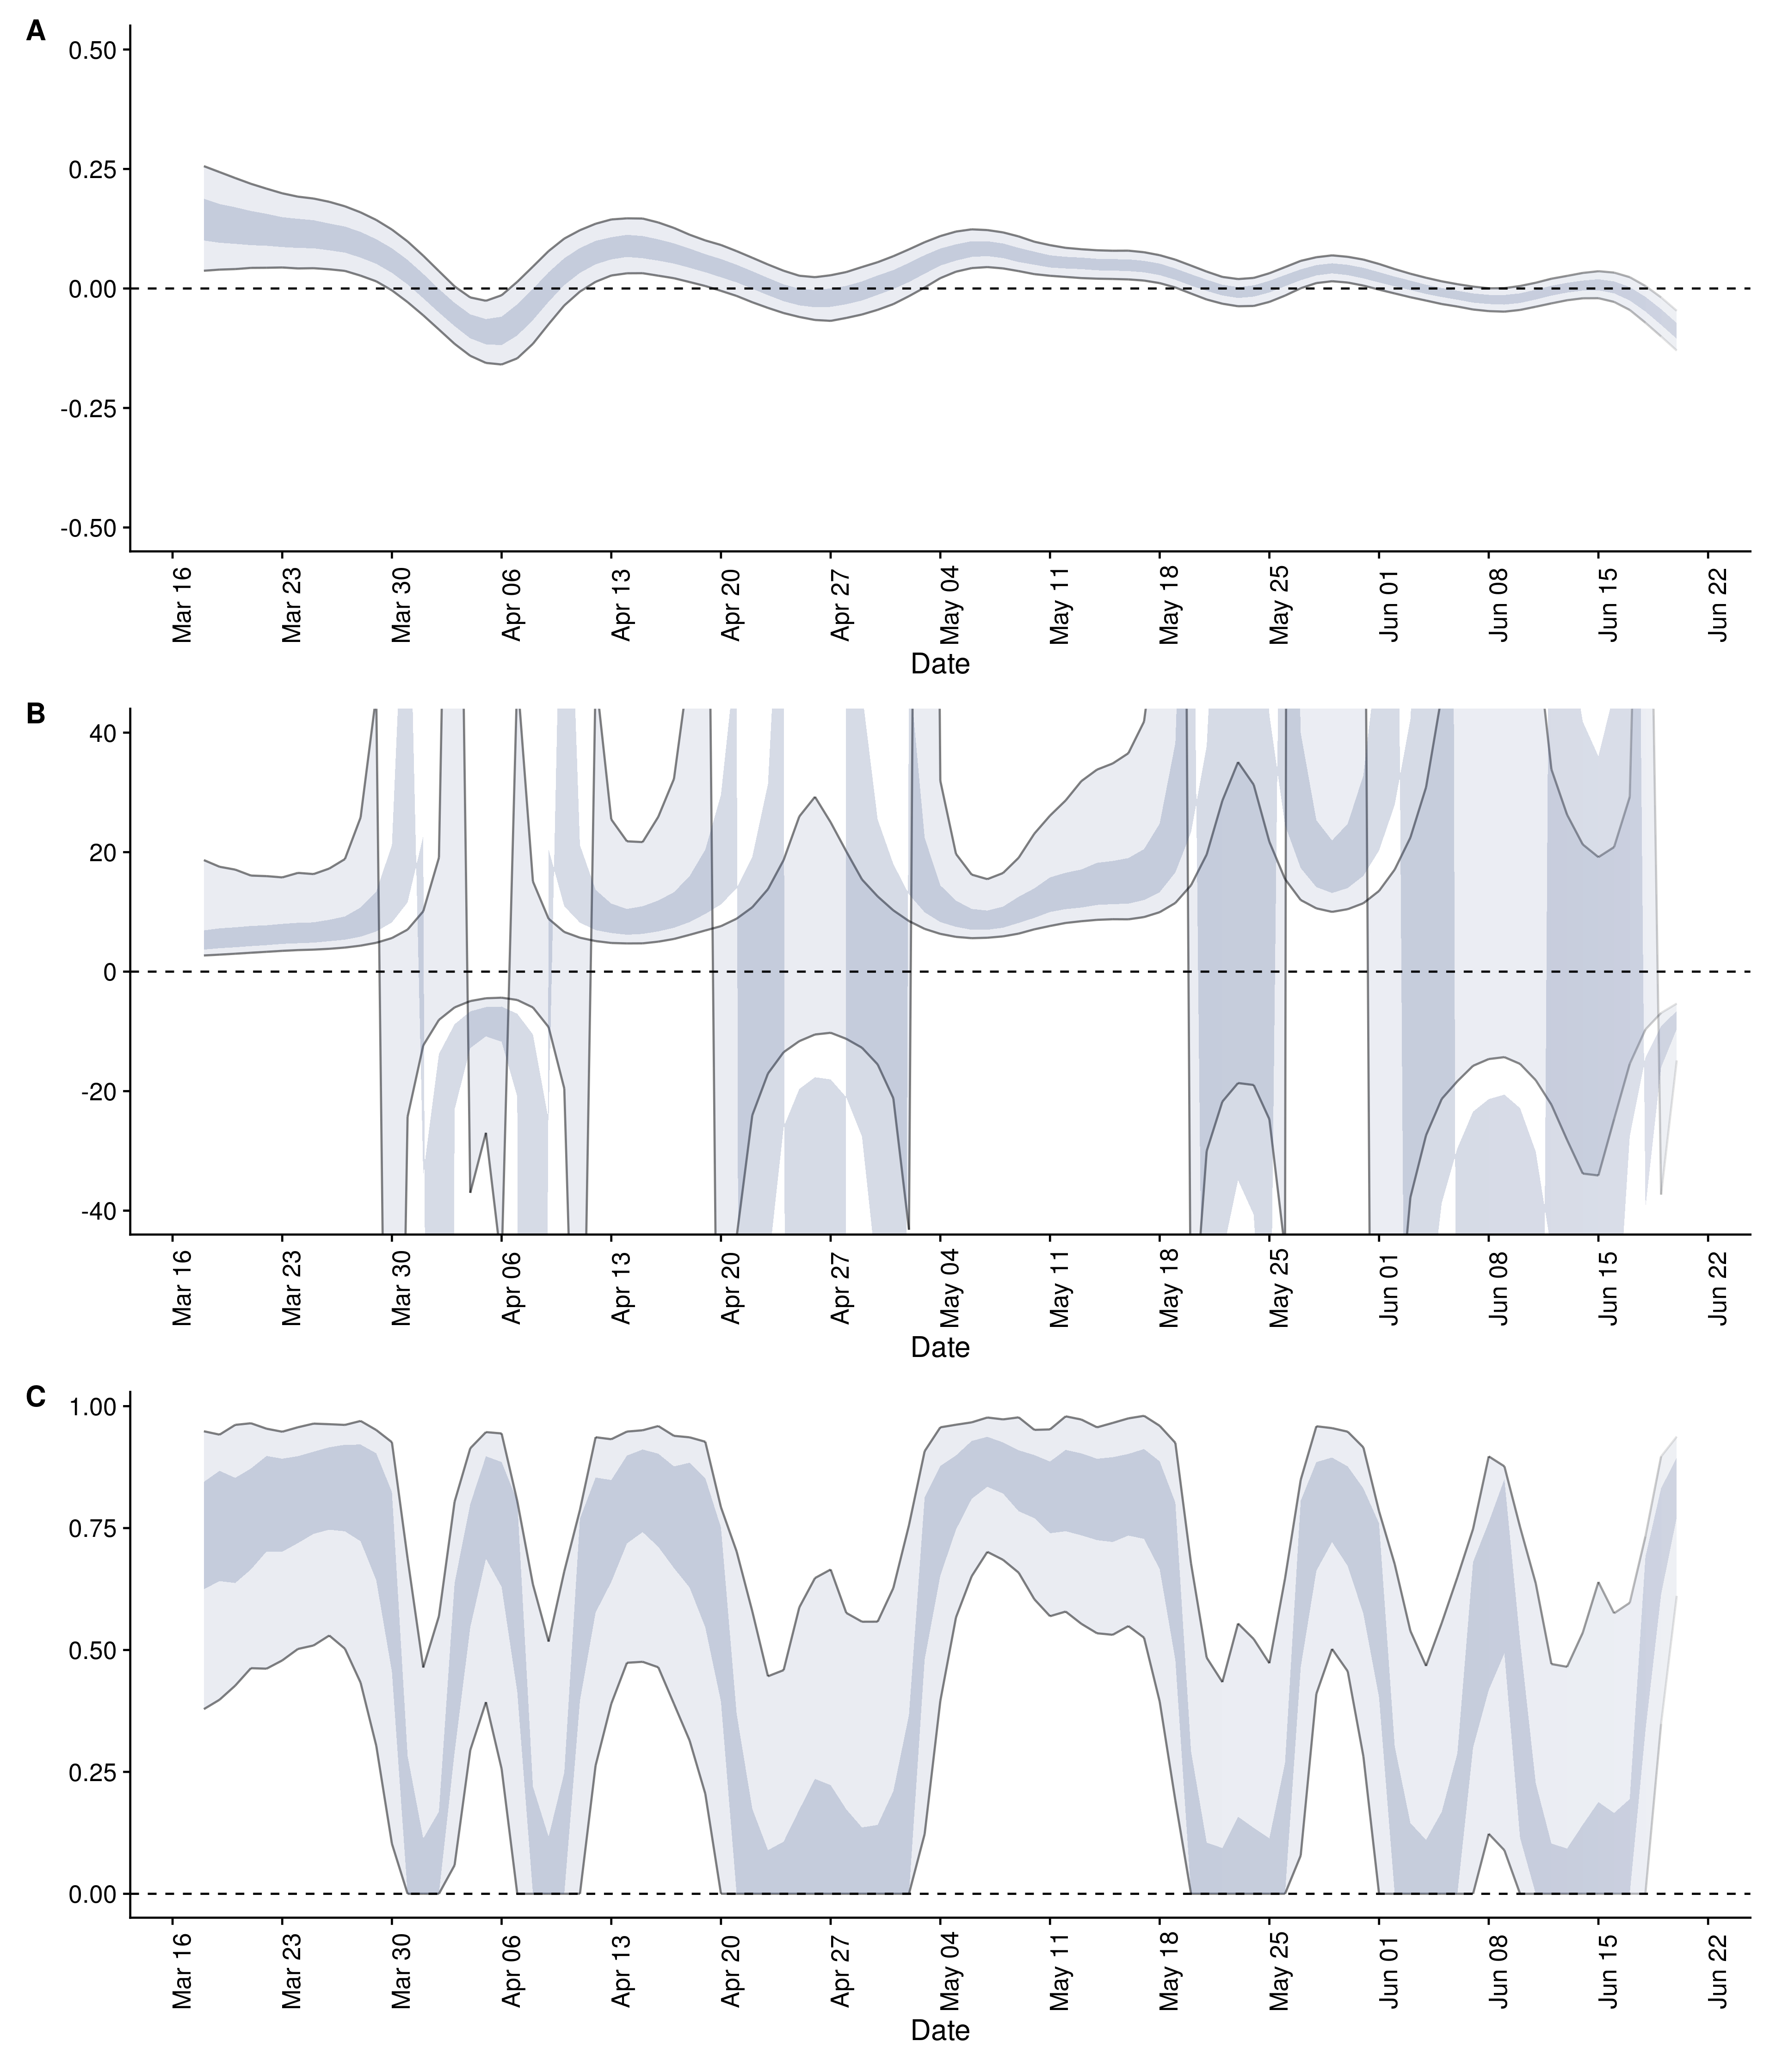 A
0.50
0.25
0.00
-0.25
-0.50
Mar 16
Mar 23
Mar 30
Apr 06
Apr 13
Apr 20
Apr 27
May 04
May 11
May 18
May 25
Jun 01
Jun 08
Jun 15
Jun 22
Date
B
40
20
0
-20
-40
Mar 16
Mar 23
Mar 30
Apr 06
Apr 13
Apr 20
Apr 27
May 04
May 11
May 18
May 25
Jun 01
Jun 08
Jun 15
Jun 22
Date
C
1.00
0.75
0.50
0.25
0.00
Mar 16
Mar 23
Mar 30
Apr 06
Apr 13
Apr 20
Apr 27
May 04
May 11
May 18
May 25
Jun 01
Jun 08
Jun 15
Jun 22
Date